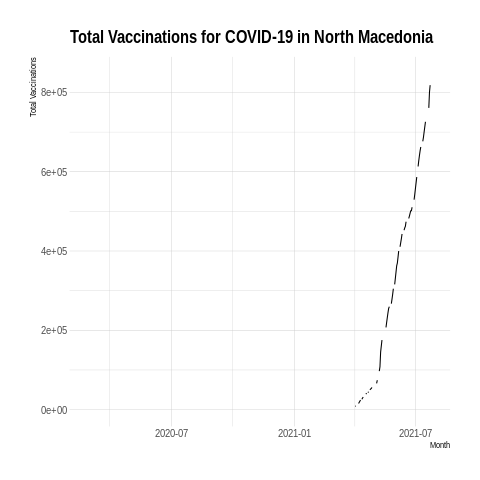 Total Vaccinations for COVID-19 in North Macedonia
Total Vaccinations
8e+05
6e+05
4e+05
2e+05
0e+00
2020-07 2021-01 2021-07
Month